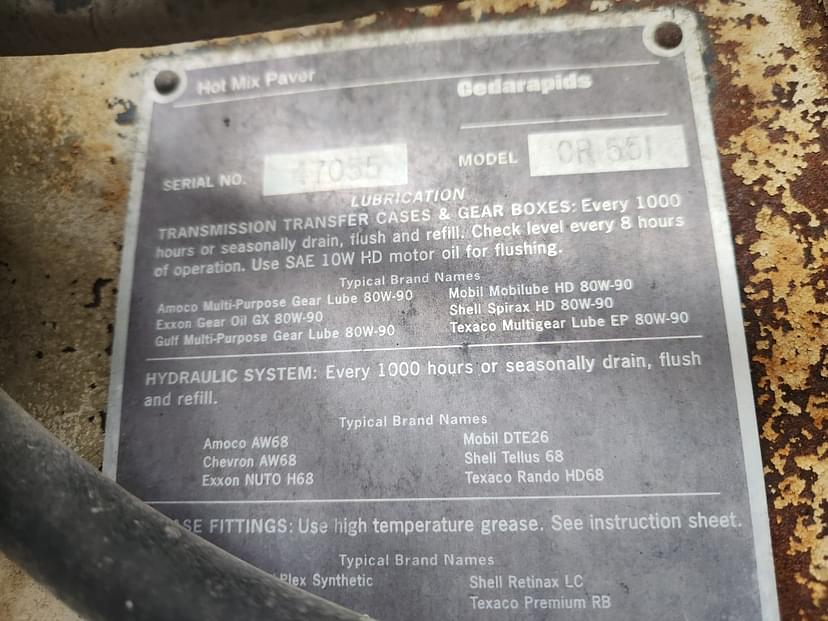 Hot Mix Paver
Cedarapids
SERIAL NO. 47055 MODEL CR 551
LUBRICATION
TRANSMISSION TRANSFER CASES & GEAR BOXES: Every 1000
hours or seasonally drain, flush and refill. Check level every 8 hours
of operation. Use SAE 10W HD motor oil for flushing.
Typical Brand Names
Amoco Multi-Purpose Gear Lube 80W-90
Exxon Gear Oil GX 80W-90
Gulf Multi-Purpose Gear Lube 80W-90
Mobil Mobilube HD 80W-90
Shell Spirax HD 80W-90
Texaco Multigear Lube EP 80W-90
HYDRAULIC SYSTEM: Every 1000 hours or seasonally drain, flush
and refill.
Typical Brand Names
Amoco AW68
Chevron AW68
Exxon NUTO H68
Mobil DTE26
Shell Tellus 68
Texaco Rando HD68
ASE FITTINGS: Use high temperature grease. See instruction sheet.
Typical Brand Names
Plex Synthetic
Shell Retinax LC
Texaco Premium RB